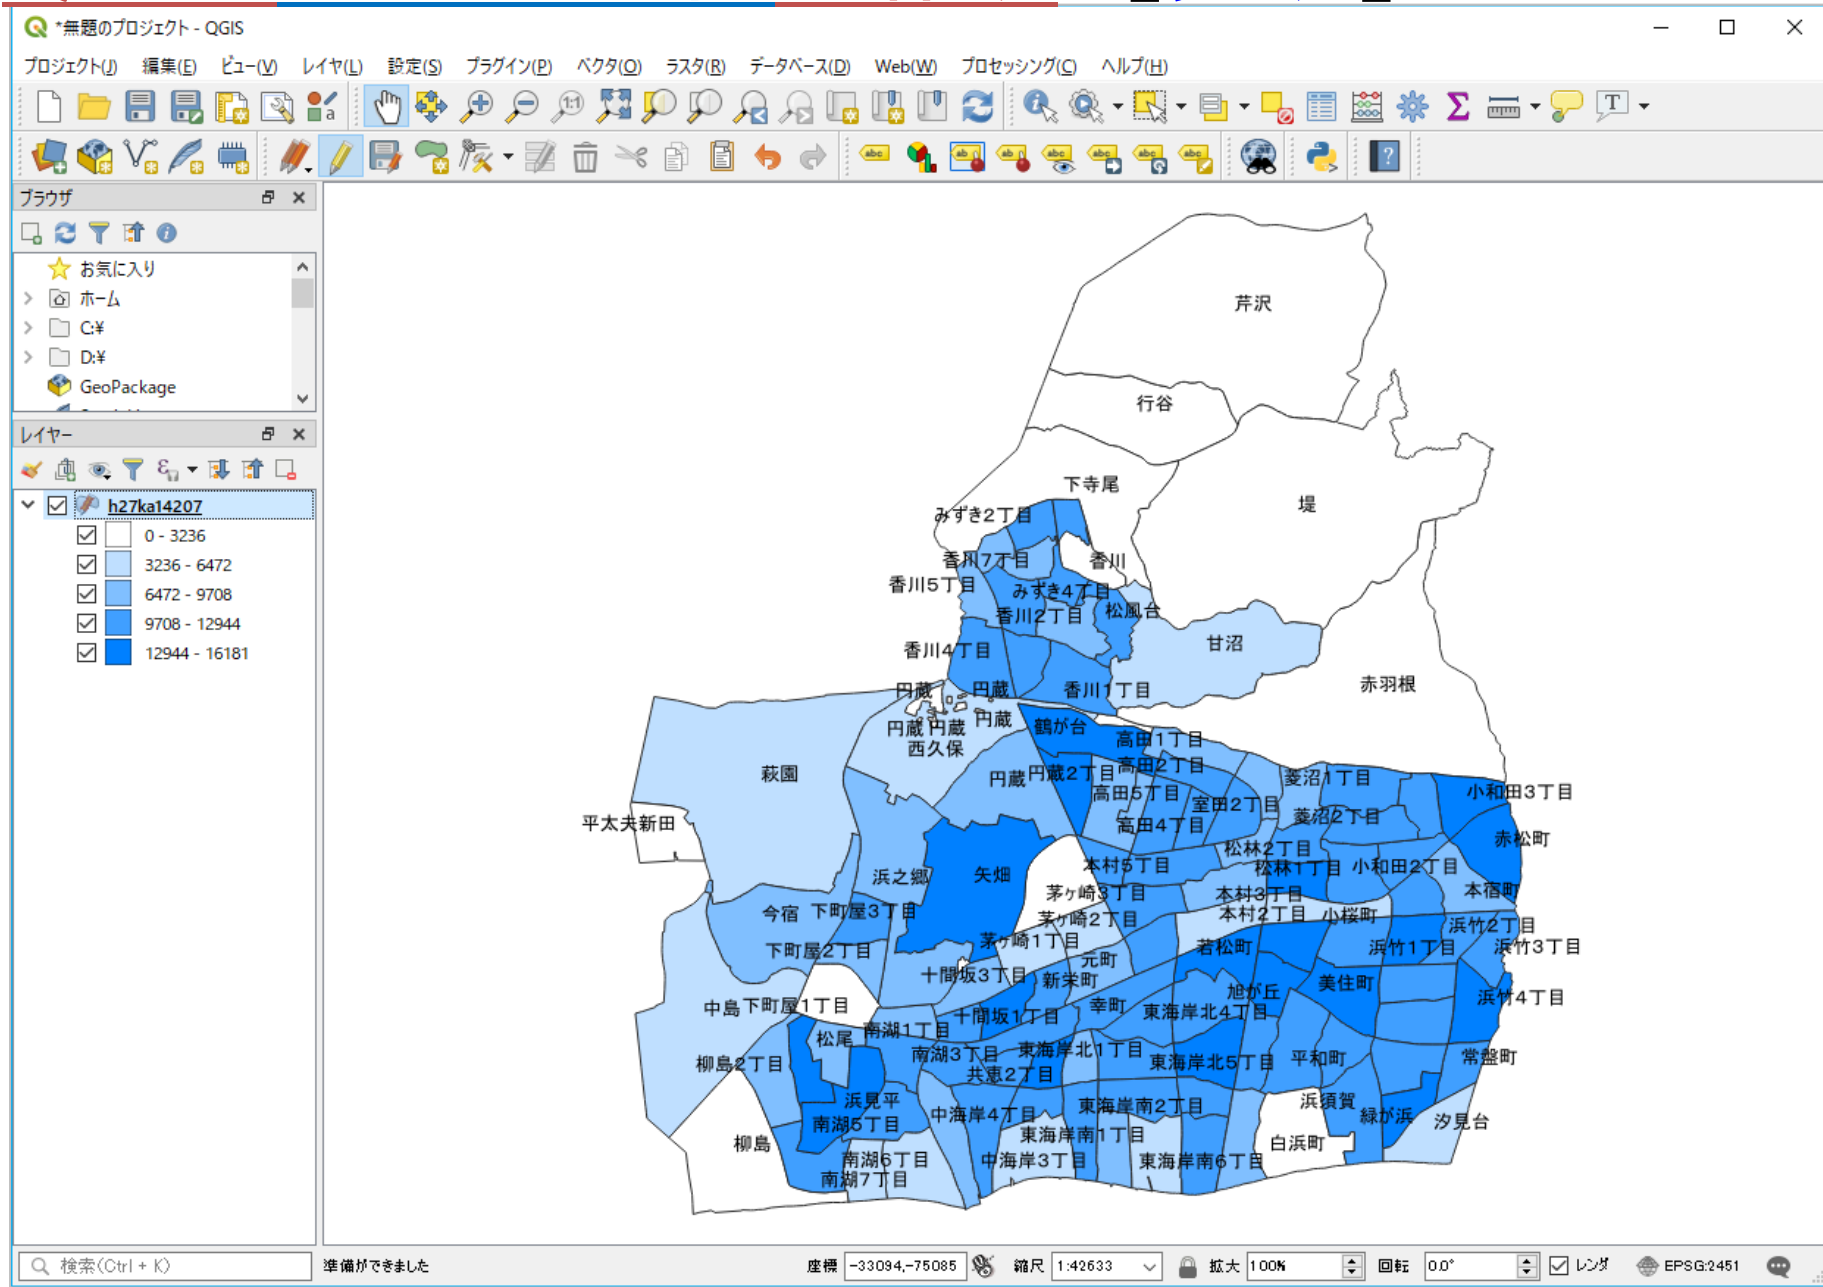 *無題のプロジェクト - QGIS
プロジェクト(J) 編集(E) ビュー(V) レイヤ(L) 設定(S) プラグイン(P) ベクタ(O) ラスタ(R) データベース(D) Web(W) プロセッシング(C) ヘルプ(H)
ブラウザ
お気に入り
ホーム
C:¥
D:¥
GeoPackage
レイヤー
h27ka14207
0 - 3236
3236 - 6472
6472 - 9708
9708 - 12944
12944 - 16181
芹沢
行谷
下寺尾
堤
みずき2丁目
香川7丁目
香川
香川5丁目
みずき4丁目
香川2丁目
松風台
香川4丁目
甘沼
赤羽根
円蔵
円蔵
香川1丁目
円蔵
円蔵
円蔵
鶴が台
西久保
高田1丁目
萩園
円蔵
円蔵2丁目
高田2丁目
菱沼1丁目
高田5丁目
室田2丁目
小和田3丁目
平太夫新田
高田4丁目
菱沼2丁目
赤松町
浜之郷
矢畑
本村5丁目
松林2丁目
松林1丁目
小和田2丁目
茅ヶ崎3丁目
本村3丁目
本宿町
今宿
下町屋3丁目
茅ヶ崎2丁目
本村2丁目
小桜町
浜竹2丁目
下町屋2丁目
茅ヶ崎1丁目
若松町
浜竹1丁目
浜竹3丁目
十間坂3丁目
元町
新栄町
旭が丘
美住町
浜竹4丁目
中島
下町屋1丁目
十間坂1丁目
幸町
東海岸北4丁目
松尾
南湖1丁目
柳島2丁目
南湖3丁目
東海岸北1丁目
共恵2丁目
東海岸北5丁目
平和町
常盤町
浜見平
中海岸4丁目
東海岸南2丁目
浜須賀
緑が浜
汐見台
南湖5丁目
東海岸南1丁目
柳島
白浜町
南湖6丁目
中海岸3丁目
東海岸南6丁目
南湖7丁目
検索(Ctrl + K) 準備ができました 座標 -33094,-75085 縮尺 1:42633 拡大 100% 回転 0.0° レンダ EPSG:2451